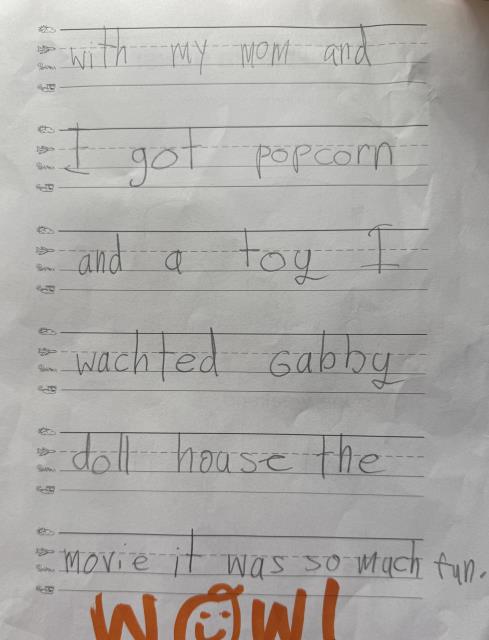 with my mom and
I got popcorn
and a toy I
wachted Gabby
doll house the
movie it was so much fun.
WOW!